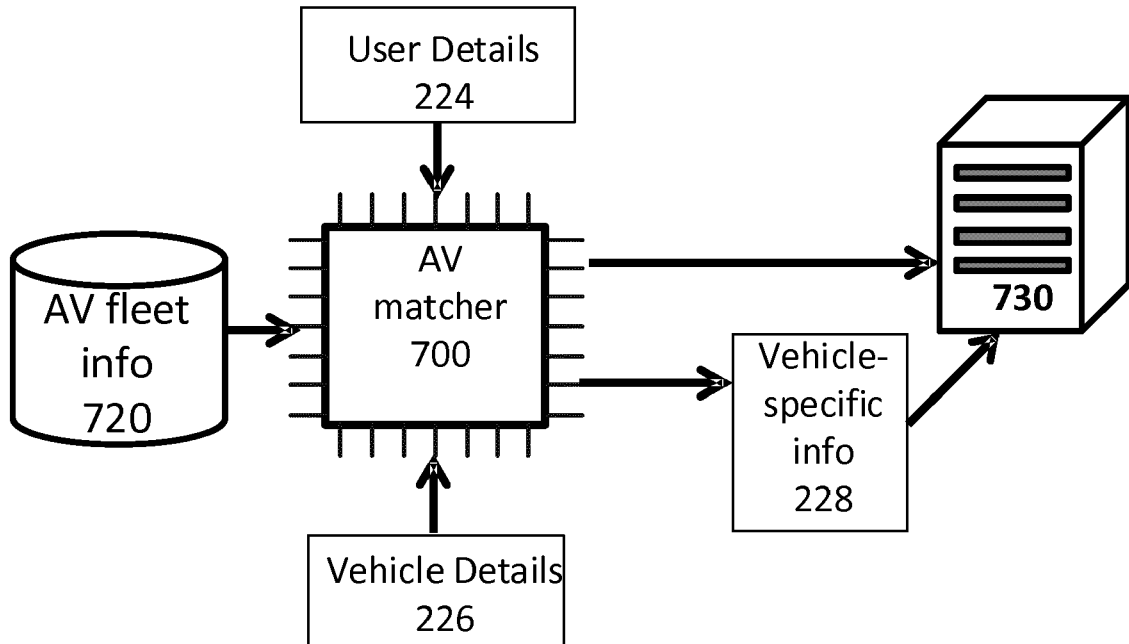 User Details
224
AV fleet
info
720
AV
matcher
700
730
Vehicle-
specific
info
228
Vehicle Details
226